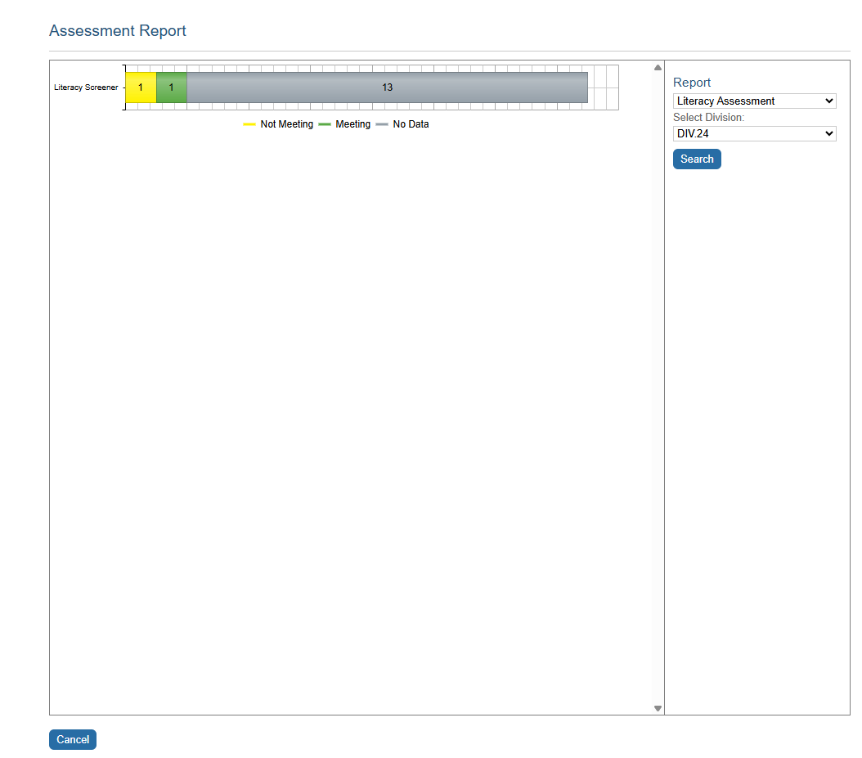 Assessment Report
Literacy Screener
1 1 13
Not Meeting Meeting No Data
Report
Literacy Assessment
Select Division:
DIV.24
Search
Cancel